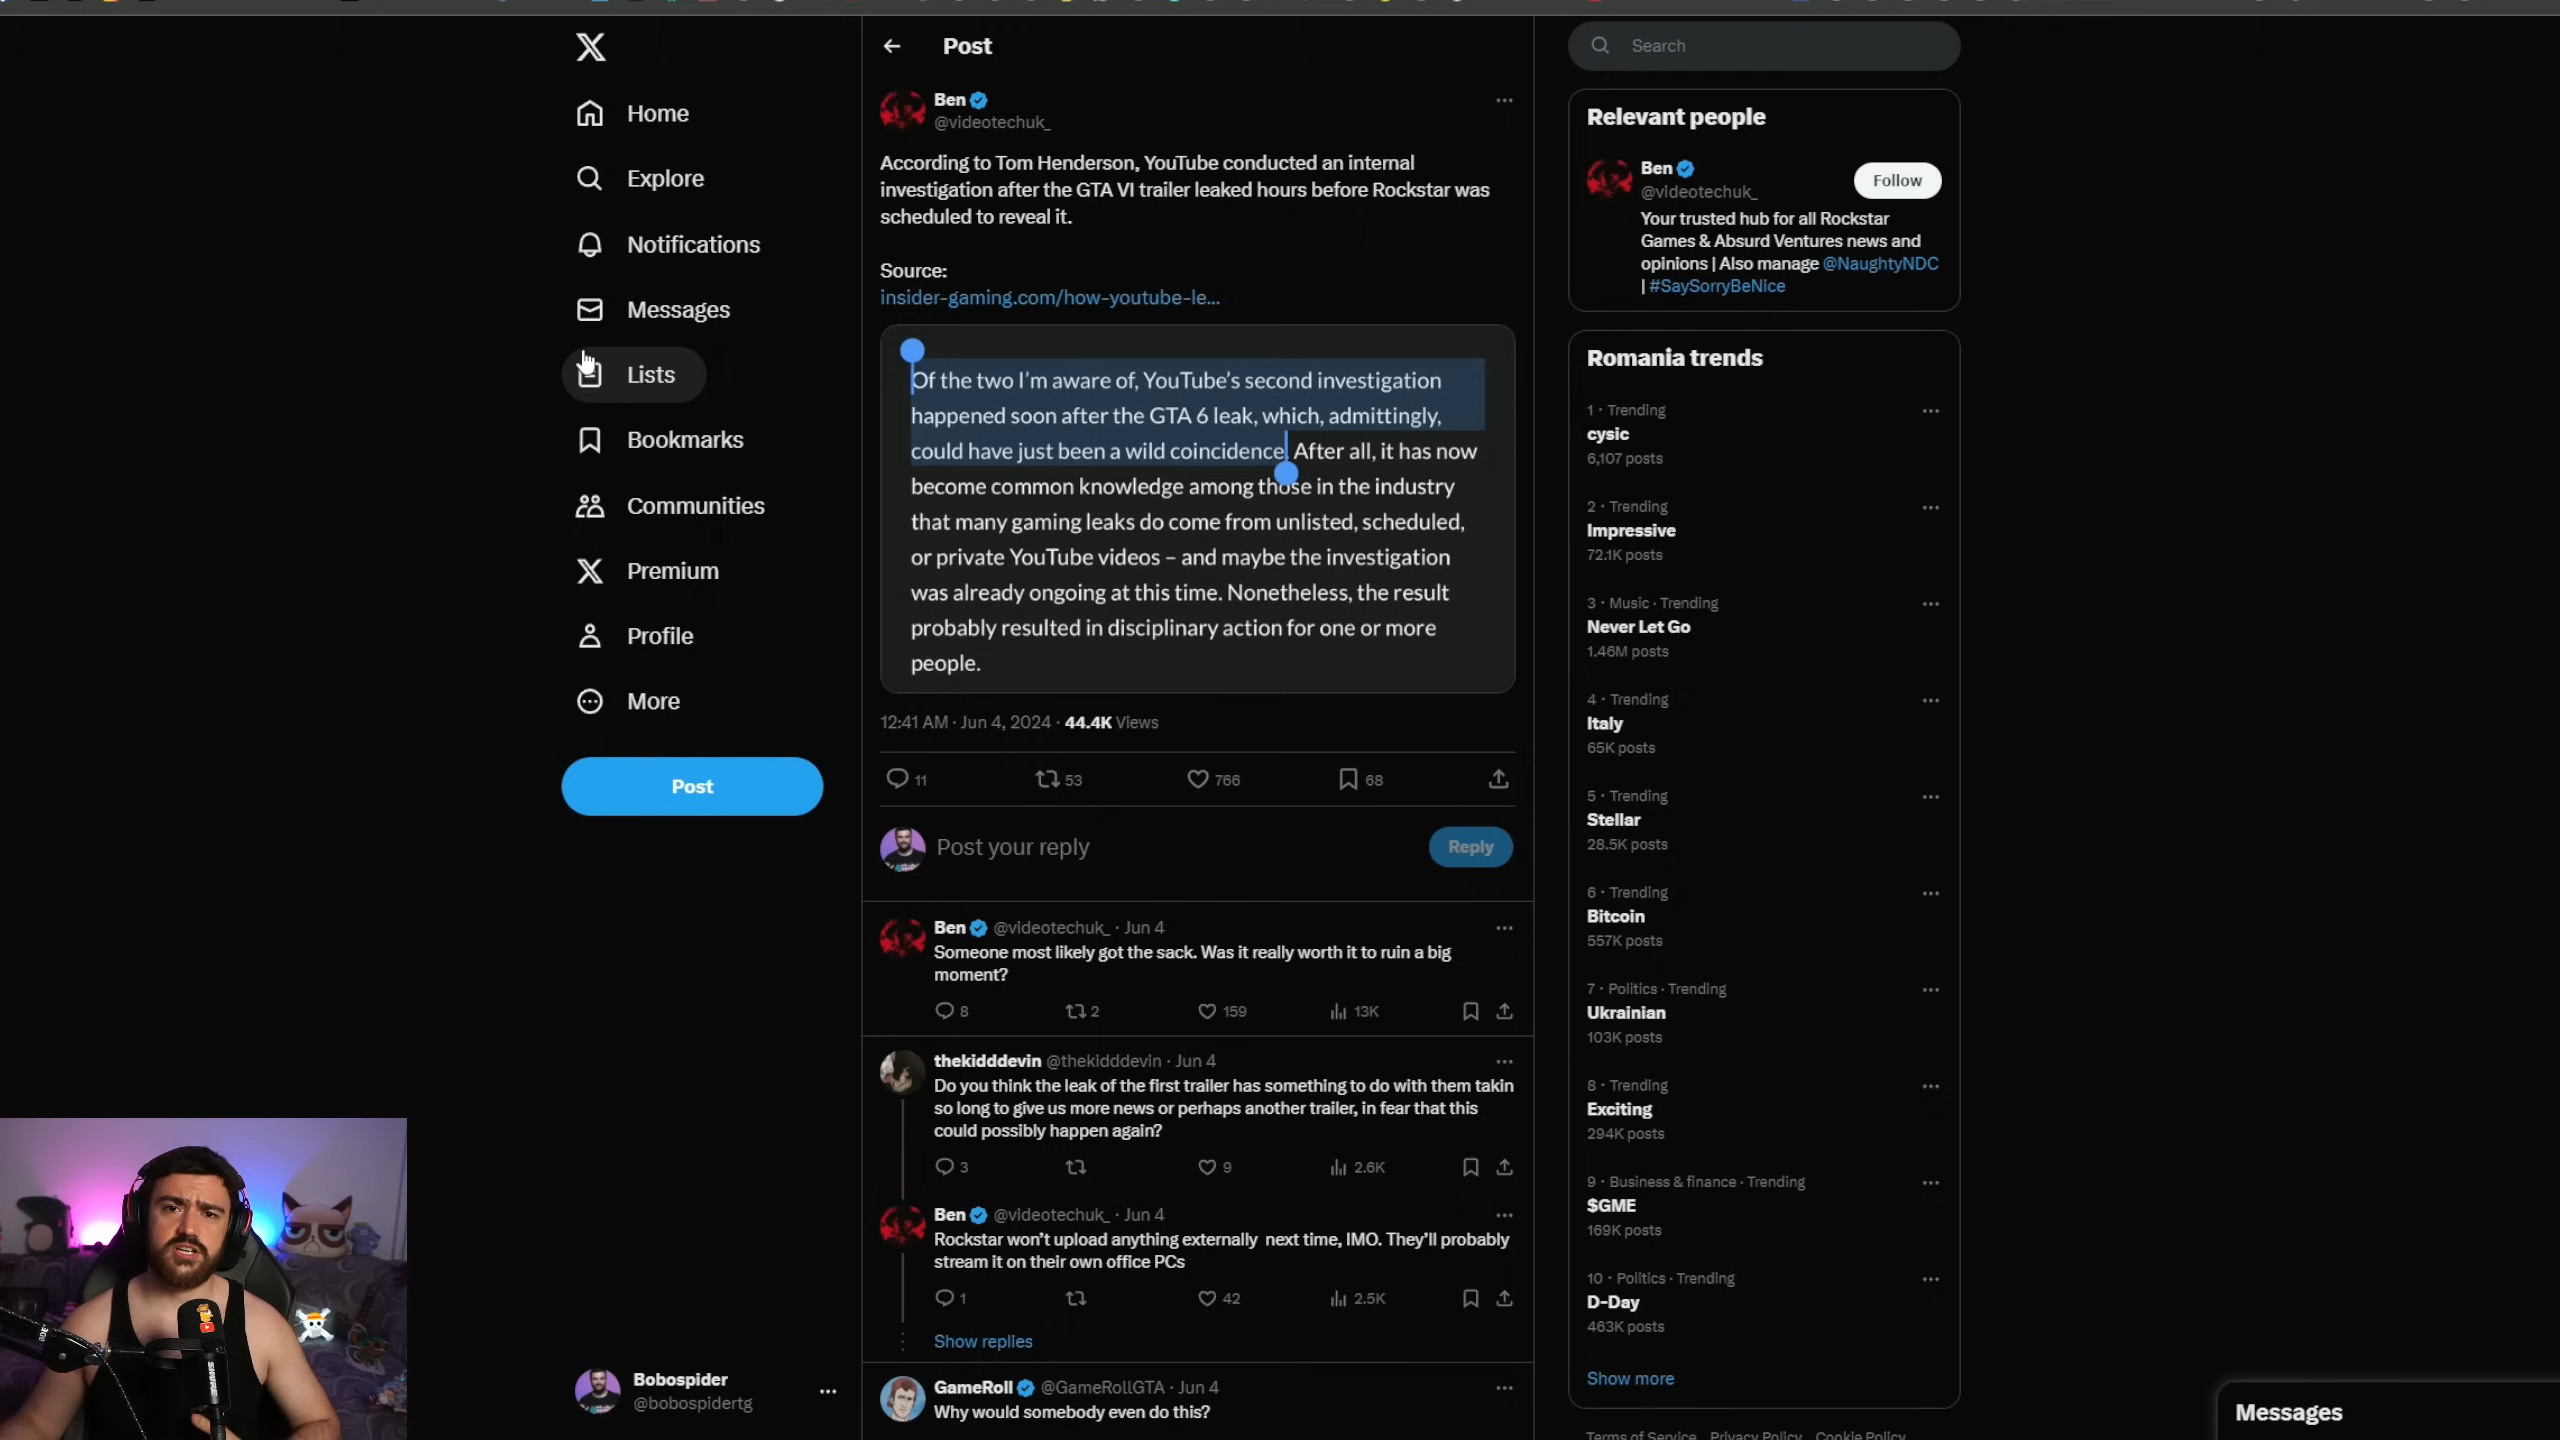 Home
Explore
Notifications
Messages
Lists
Bookmarks
Communities
Premium
Profile
More
Post
Bobospider
@bobospidertg
Post
Ben
@videotechuk_
According to Tom Henderson, YouTube conducted an internal
investigation after the GTA VI trailer leaked hours before Rockstar was
scheduled to reveal it.
Source:
insider-gaming.com/how-youtube-le...
Of the two I'm aware of, YouTube's second investigation
happened soon after the GTA 6 leak, which, admittingly,
could have just been a wild coincidence. After all, it has now
become common knowledge among those in the industry
that many gaming leaks do come from unlisted, scheduled,
or private YouTube videos – and maybe the investigation
was already ongoing at this time. Nonetheless, the result
probably resulted in disciplinary action for one or more
people.
12:41 AM · Jun 4, 2024 · 44.4K Views
11 53 766 68
Post your reply
Reply
Ben @videotechuk_ · Jun 4
Someone most likely got the sack. Was it really worth it to ruin a big
moment?
8 2 159 13K
thekidddevin @thekidddevin · Jun 4
Do you think the leak of the first trailer has something to do with them takin
so long to give us more news or perhaps another trailer, in fear that this
could possibly happen again?
3 9 2.6K
Ben @videotechuk_ · Jun 4
Rockstar won't upload anything externally next time, IMO. They'll probably
stream it on their own office PCs
1 42 2.5K
Show replies
GameRoll @GameRollGTA · Jun 4
Why would somebody even do this?
Search
Relevant people
Ben
@videotechuk_
Follow
Your trusted hub for all Rockstar
Games & Absurd Ventures news and
opinions | Also manage @NaughtyNDC
| #SaySorryBeNice
Romania trends
1 · Trending
cysic
6,107 posts
2 · Trending
Impressive
72.1K posts
3 · Music · Trending
Never Let Go
1.46M posts
4 · Trending
Italy
65K posts
5 · Trending
Stellar
28.5K posts
6 · Trending
Bitcoin
557K posts
7 · Politics · Trending
Ukrainian
103K posts
8 · Trending
Exciting
294K posts
9 · Business & finance · Trending
$GME
169K posts
10 · Politics · Trending
D-Day
463K posts
Show more
Terms of Service Privacy Policy Cookie Policy
Messages
SHURE